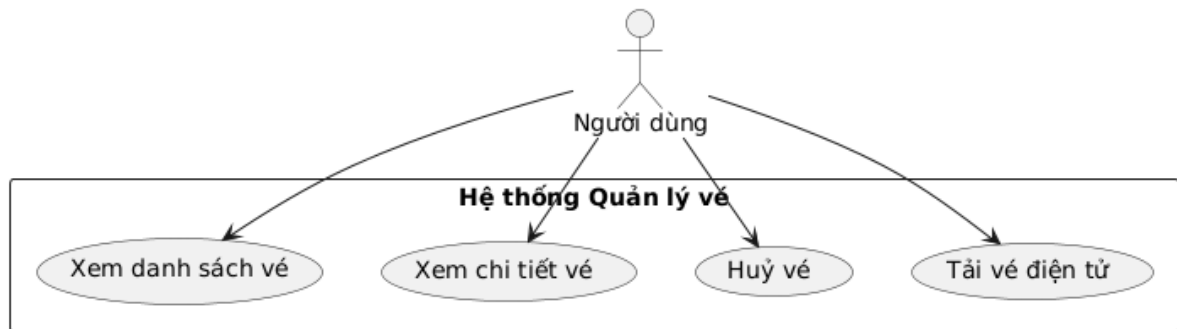 Người dùng
Hệ thống Quản lý vé
Xem danh sách vé
Xem chi tiết vé
Huỷ vé
Tải vé điện tử